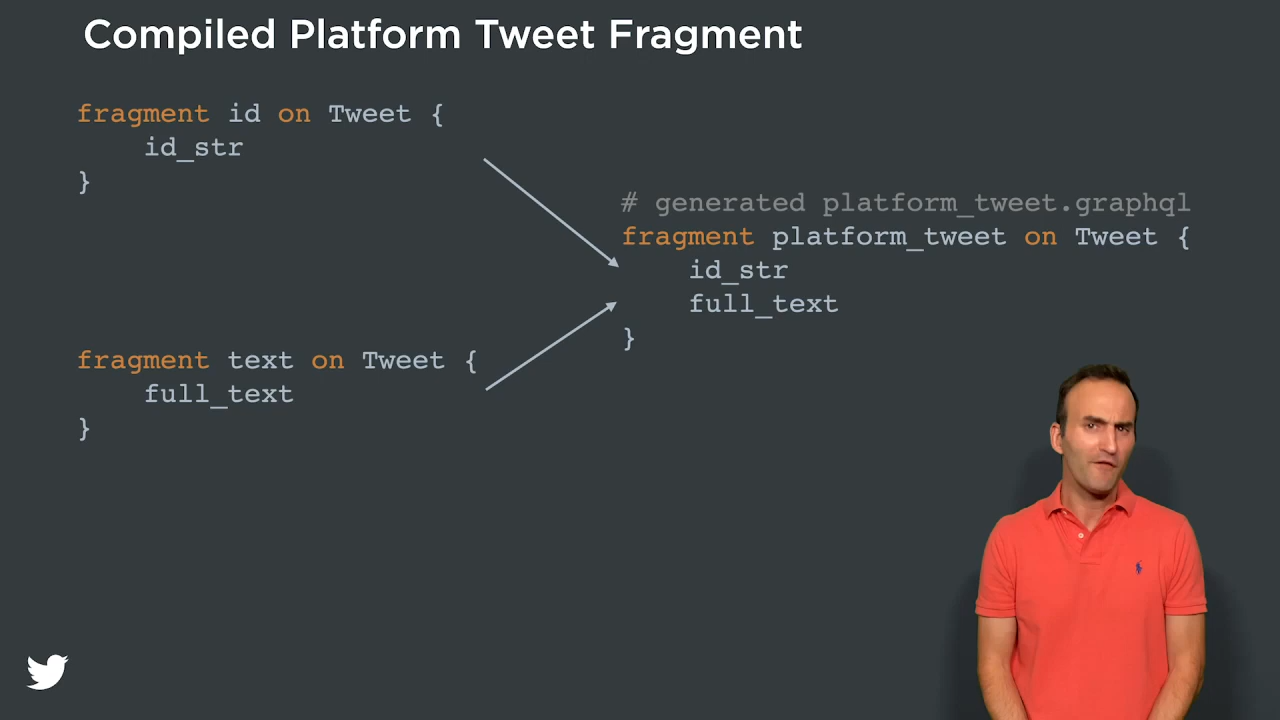 Compiled Platform Tweet Fragment
fragment id on Tweet {
id_str
}
# generated platform_tweet.graphql
fragment platform_tweet on Tweet {
id_str
full_text
}
fragment text on Tweet {
full_text
}